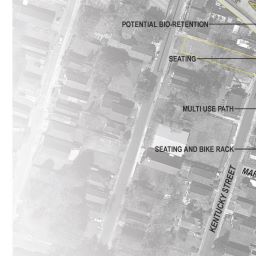 POTENTIAL BIO-RETENTION
SEATING
MULTI USE PATH
SEATING AND BIKE RACK
KENTUCKY STREET